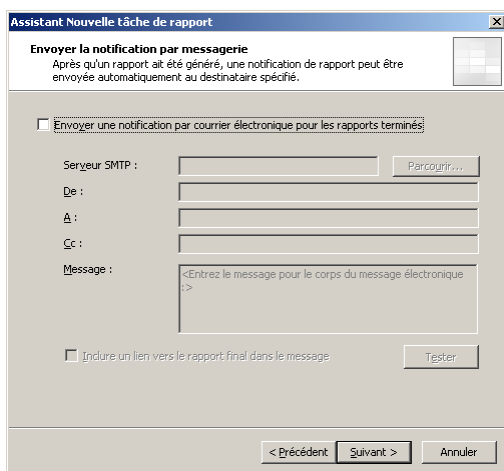 Assistant Nouvelle tâche de rapport
Envoyer la notification par messagerie
Après qu'un rapport ait été généré, une notification de rapport peut être
envoyée automatiquement au destinataire spécifié.
Envoyer une notification par courrier électronique pour les rapports terminés
Serveur SMTP :
Parcourir...
De :
A :
Cc :
Message :
<Entrez le message pour le corps du message électronique
:>
Inclure un lien vers le rapport final dans le message
Tester
< Précédent
Suivant >
Annuler